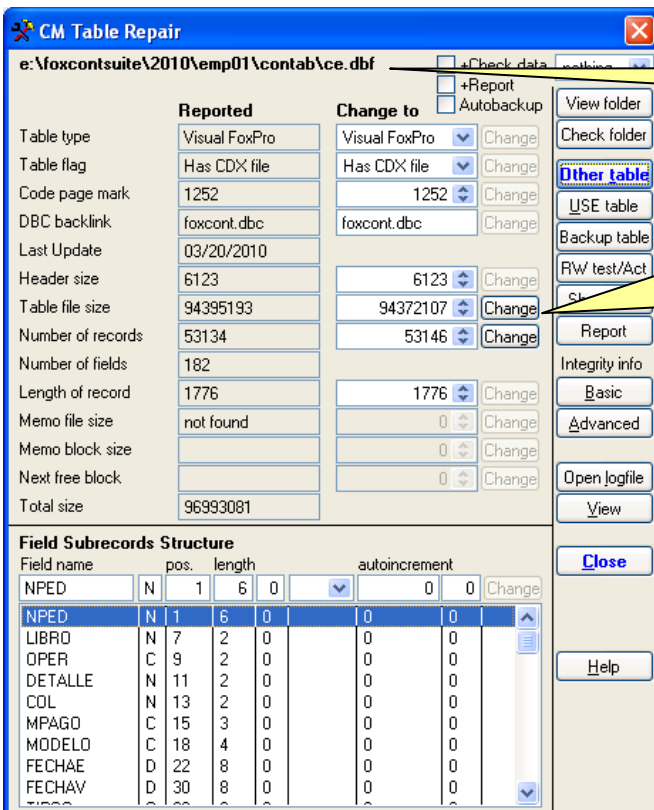 CM Table Repair
e:\foxcontsuite\2010\emp01\contab\ce.dbf +Check data nothing
+Report
Reported Change to Autobackup View folder
Table type Visual FoxPro Visual FoxPro Change Check folder
Table flag Has CDX file Has CDX file Change Other table
Code page mark 1252 1252 Change USE table
DBC backlink foxcont.dbc foxcont.dbc Change Backup table
Last Update 03/20/2010
Header size 6123 6123 Change RW test/Act
Table file size 94395193 94372107 Change
Number of records 53134 53146 Change Report
Number of fields 182 Integrity info
Length of record 1776 1776 Change Basic
Memo file size not found 0 Change Advanced
Memo block size 0 Change
Next free block 0 Change Open logfile
Total size 96993081 View
Field Subrecords Structure
Field name pos. length autoincrement Close
NPED N 1 6 0 0 0 Change
NPED N 1 6 0 0 0
LIBRO N 7 2 0 0 0
OPER C 9 2 0 0 0
DETALLE N 11 2 0 0 0 Help
COL N 13 2 0 0 0
MPAGO C 15 3 0 0 0
MODELO C 18 4 0 0 0
FECHAE D 22 8 0 0 0
FECHAV D 30 8 0 0 0